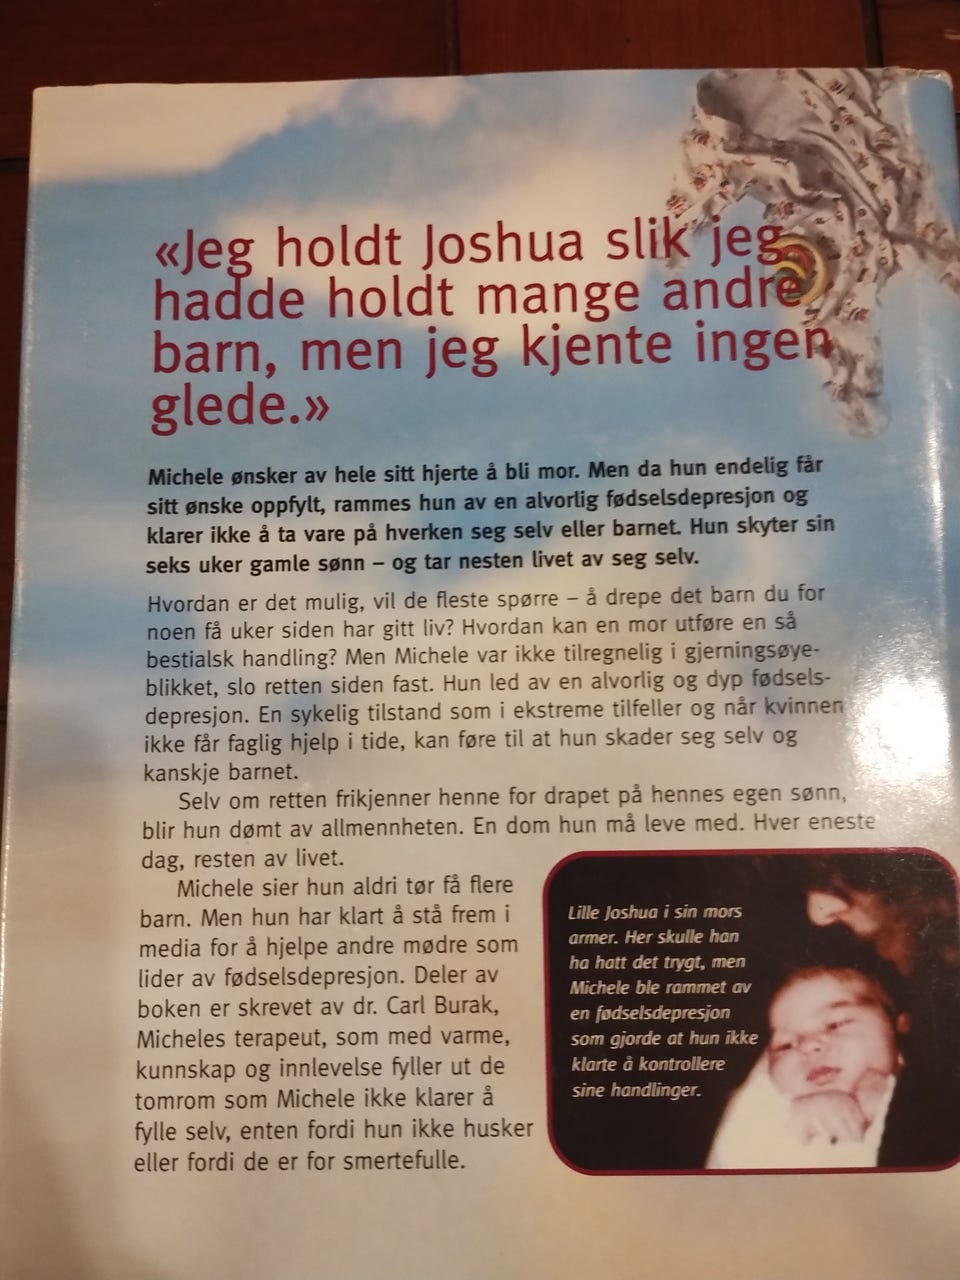 «Jeg holdt Joshua slik jeg
hadde holdt mange andre
barn, men jeg kjente ingen
glede.»
Michele ønsker av hele sitt hjerte å bli mor. Men da hun endelig får
sitt ønske oppfylt, rammes hun av en alvorlig fødselsdepresjon og
klarer ikke å ta vare på hverken seg selv eller barnet. Hun skyter sin
seks uker gamle sønn – og tar nesten livet av seg selv.
Hvordan er det mulig, vil de fleste spørre – å drepe det barn du for
noen få uker siden har gitt liv? Hvordan kan en mor utføre en så
bestialsk handling? Men Michele var ikke tilregnelig i gjerningsøye-
blikket, slo retten siden fast. Hun led av en alvorlig og dyp fødsels-
depresjon. En sykelig tilstand som i ekstreme tilfeller og når kvinnen
ikke får faglig hjelp i tide, kan føre til at hun skader seg selv og
kanskje barnet.
Selv om retten frikjenner henne for drapet på hennes egen sønn,
blir hun dømt av allmennheten. En dom hun må leve med. Hver eneste
dag, resten av livet.
Michele sier hun aldri tør få flere
barn. Men hun har klart å stå frem i
media for å hjelpe andre mødre som
lider av fødselsdepresjon. Deler av
boken er skrevet av dr. Carl Burak,
Micheles terapeut, som med varme,
kunnskap og innlevelse fyller ut de
tomrom som Michele ikke klarer å
fylle selv, enten fordi hun ikke husker
eller fordi de er for smertefulle.
Lille Joshua i sin mors
armer. Her skulle han
ha hatt det trygt, men
Michele ble rammet av
en fødselsdepresjon
som gjorde at hun ikke
klarte å kontrollere
sine handlinger.